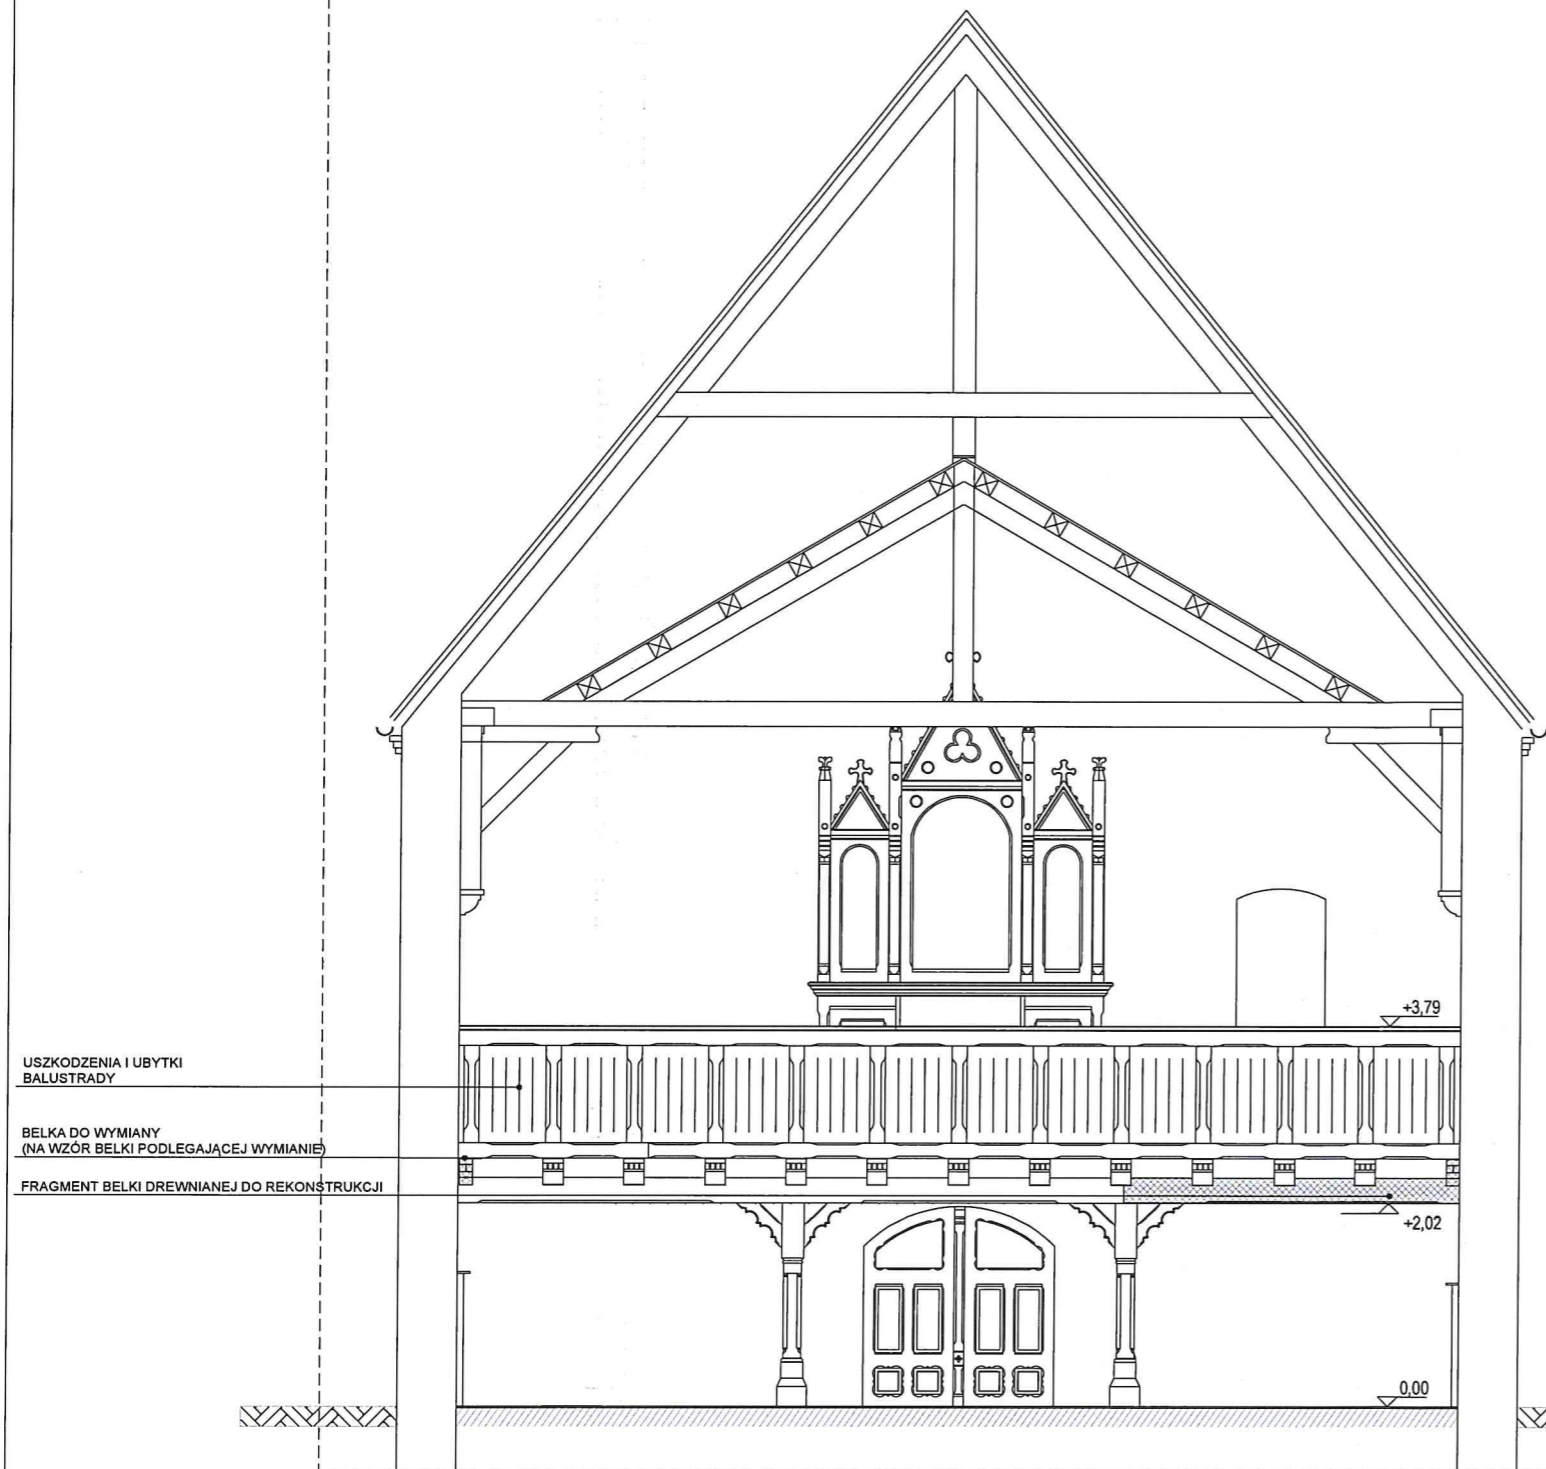 +3,79
USZKODZENIA I UBYTKI
BALUSTRADY
BELKA DO WYMIANY
(NA WZÓR BELKI PODLEGAJĄCEJ WYMIANIE)
FRAGMENT BELKI DREWNIANEJ DO REKONSTRUKCJI
+2,02
0,00